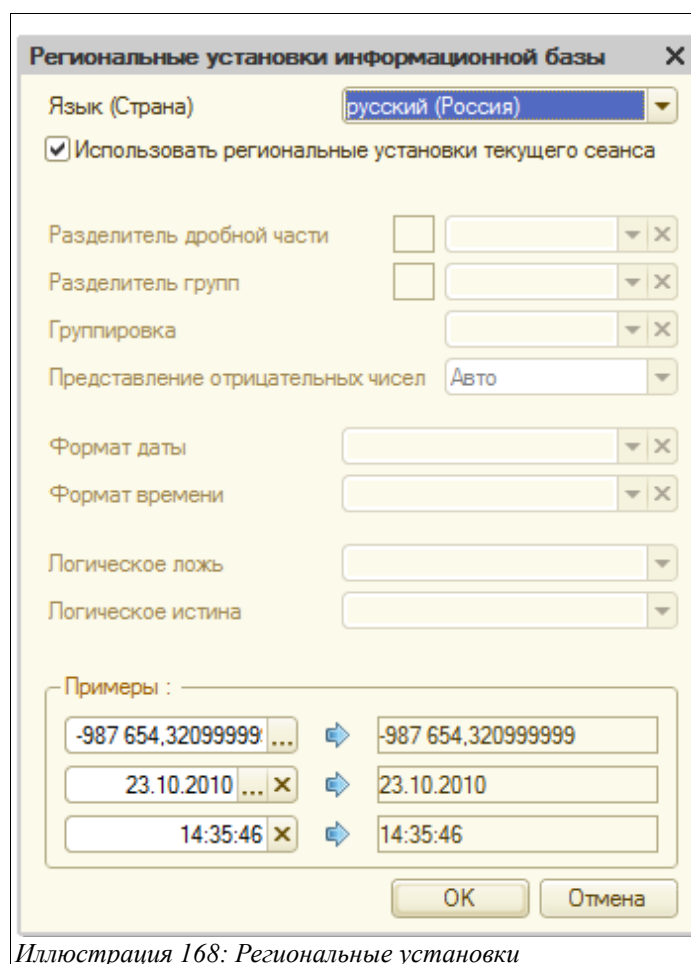 Региональные установки информационной базы
Язык (Страна) русский (Россия)
Использовать региональные установки текущего сеанса
Разделитель дробной части
Разделитель групп
Группировка
Представление отрицательных чисел Авто
Формат даты
Формат времени
Логическое ложь
Логическое истина
Примеры :
-987 654,32099999 ... -987 654,320999999
23.10.2010 ... 23.10.2010
14:35:46 14:35:46
OK Отмена
Иллюстрация 168: Региональные установки